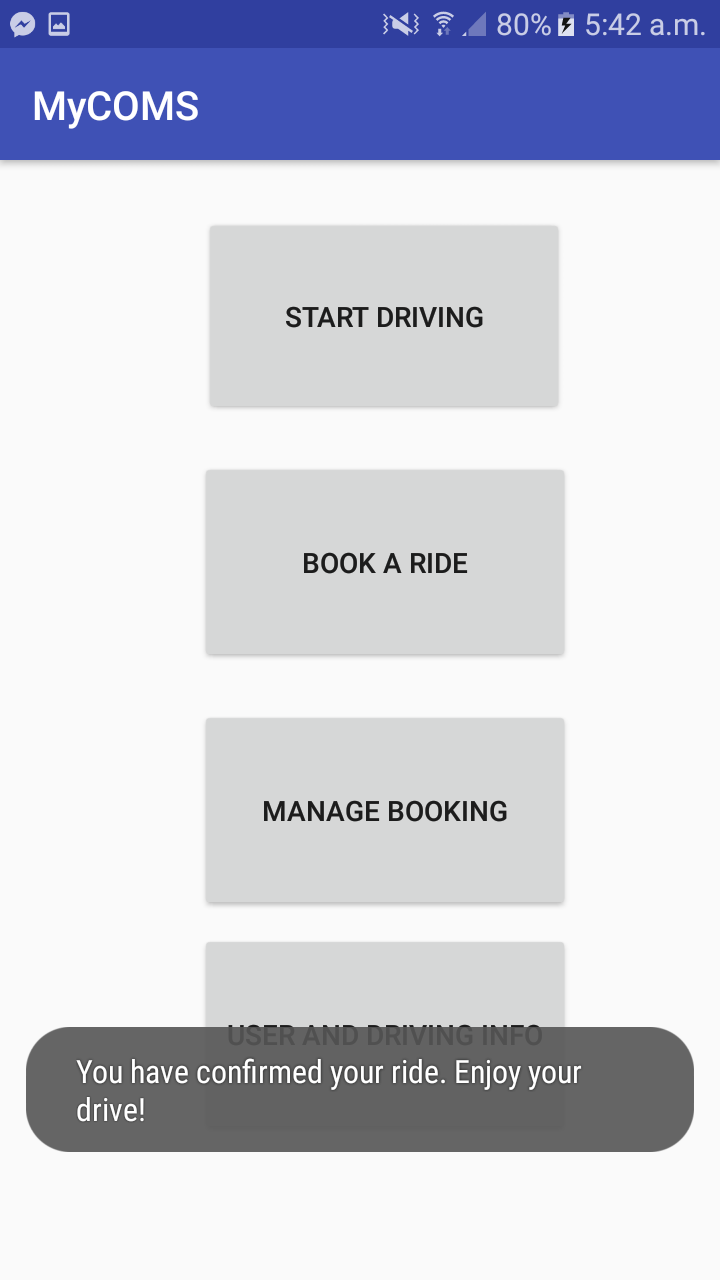 80% 5:42 a.m.
MyCOMS
START DRIVING
BOOK A RIDE
MANAGE BOOKING
USER AND DRIVING INFO
You have confirmed your ride. Enjoy your
drive!